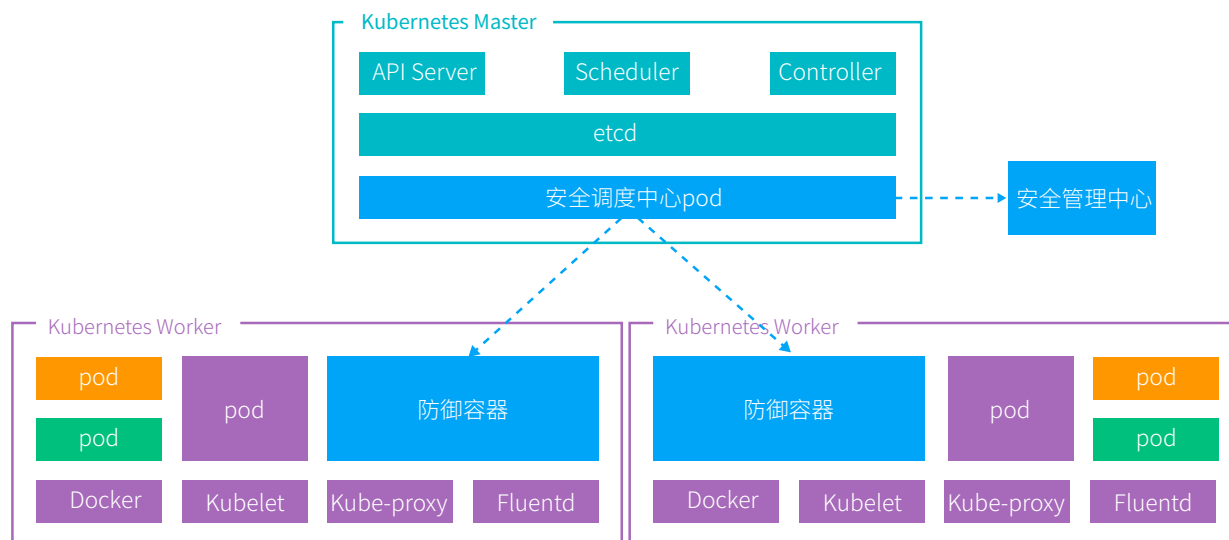 Kubernetes Master
API Server
Scheduler
Controller
etcd
安全调度中心pod
安全管理中心
Kubernetes Worker
pod
pod
pod
防御容器
Docker
Kubelet
Kube-proxy
Fluentd
Kubernetes Worker
防御容器
pod
pod
pod
Docker
Kubelet
Kube-proxy
Fluentd